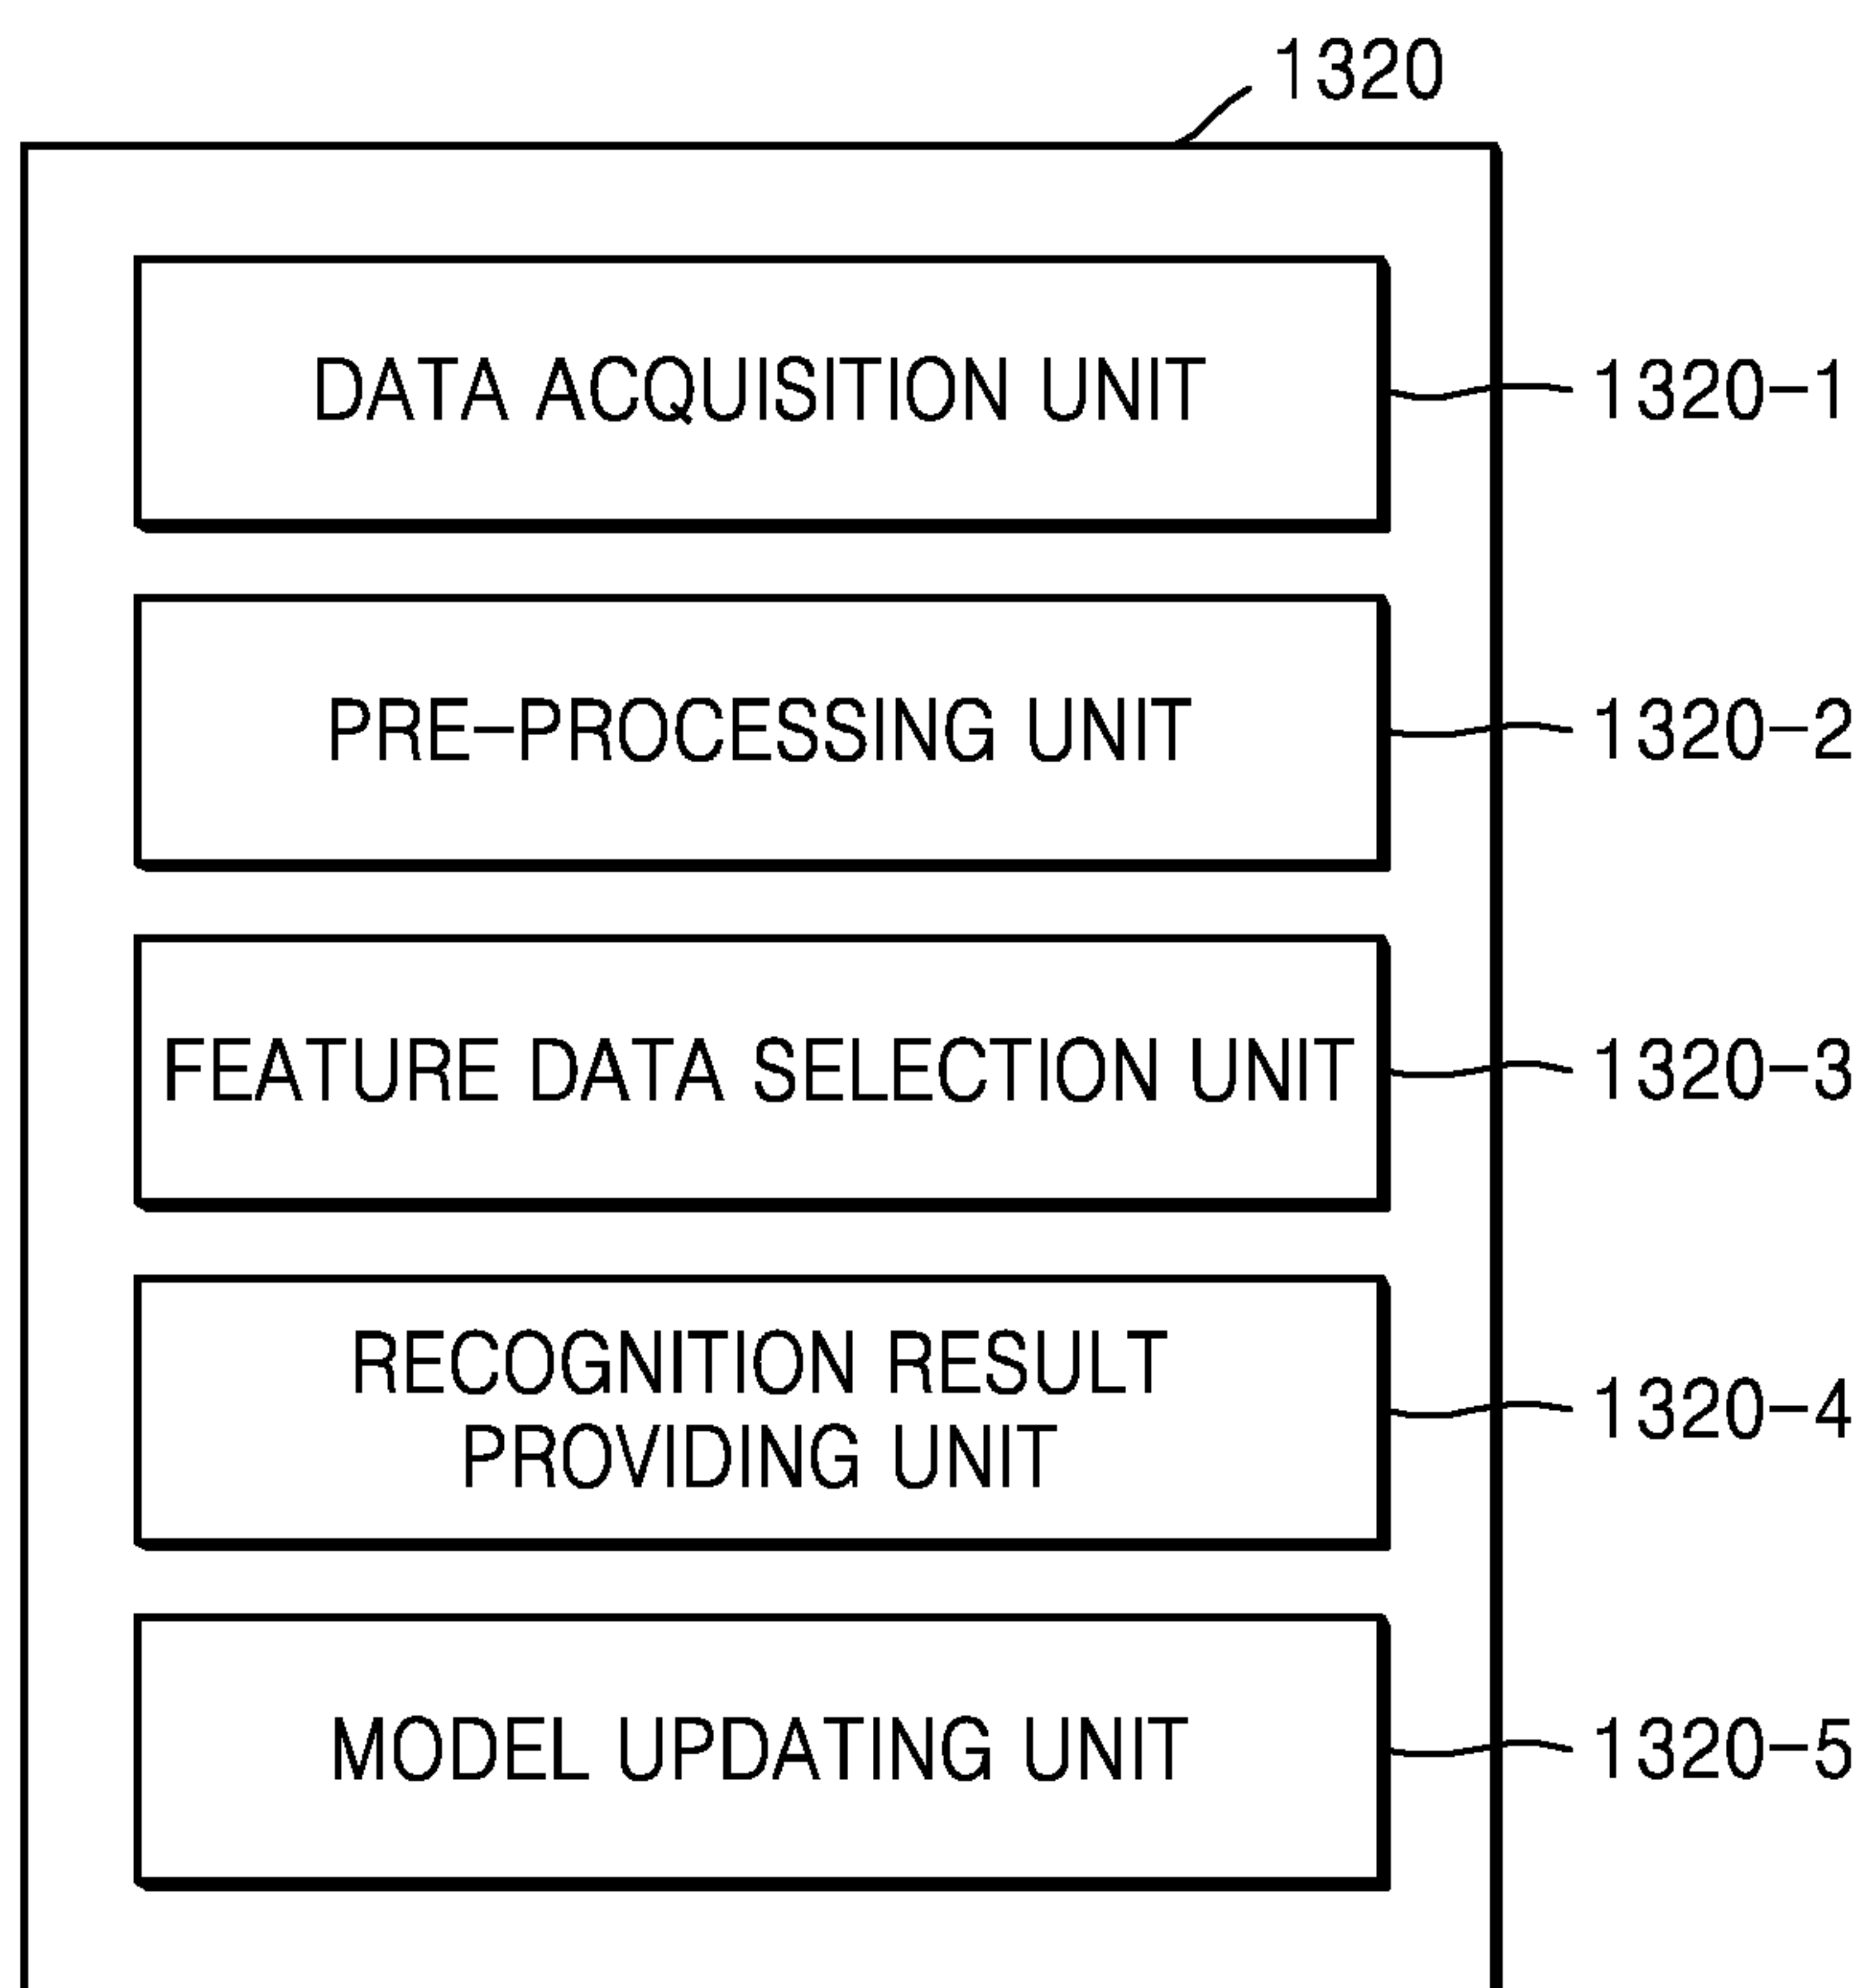 1320
DATA ACQUISITION UNIT
1320-1
PRE-PROCESSING UNIT
1320-2
FEATURE DATA SELECTION UNIT
1320-3
RECOGNITION RESULT
PROVIDING UNIT
1320-4
MODEL UPDATING UNIT
1320-5